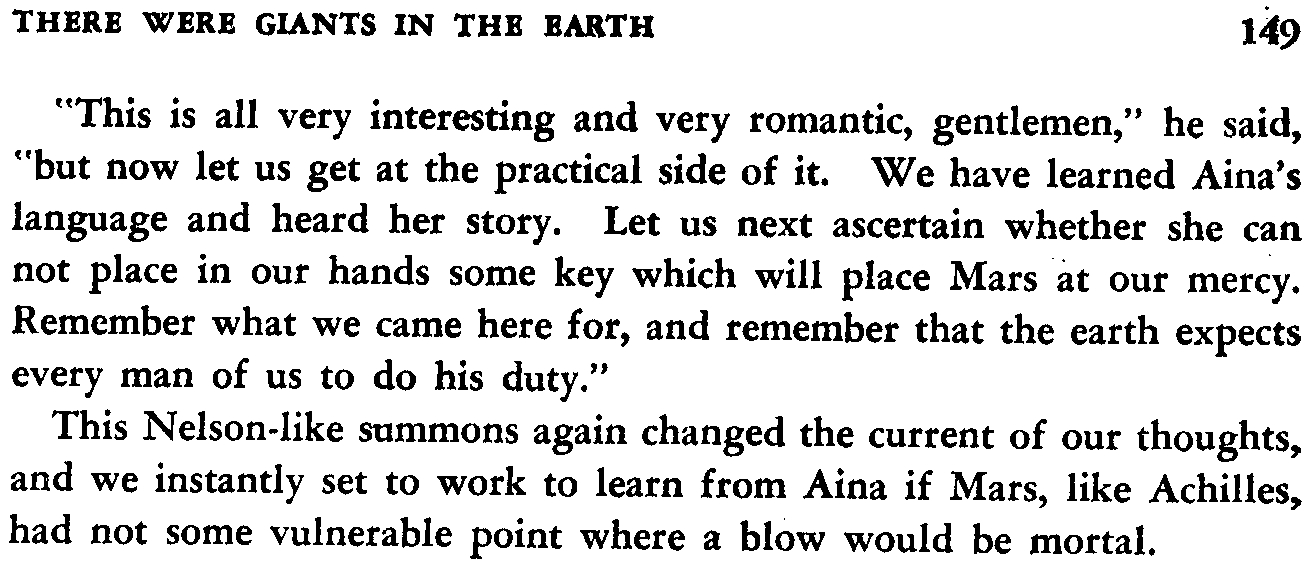 THERE WERE GIANTS IN THE EARTH 149
"This is all very interesting and very romantic, gentlemen," he said,
"but now let us get at the practical side of it. We have learned Aina's
language and heard her story. Let us next ascertain whether she can
not place in our hands some key which will place Mars at our mercy.
Remember what we came here for, and remember that the earth expects
every man of us to do his duty."
This Nelson-like summons again changed the current of our thoughts,
and we instantly set to work to learn from Aina if Mars, like Achilles,
had not some vulnerable point where a blow would be mortal.